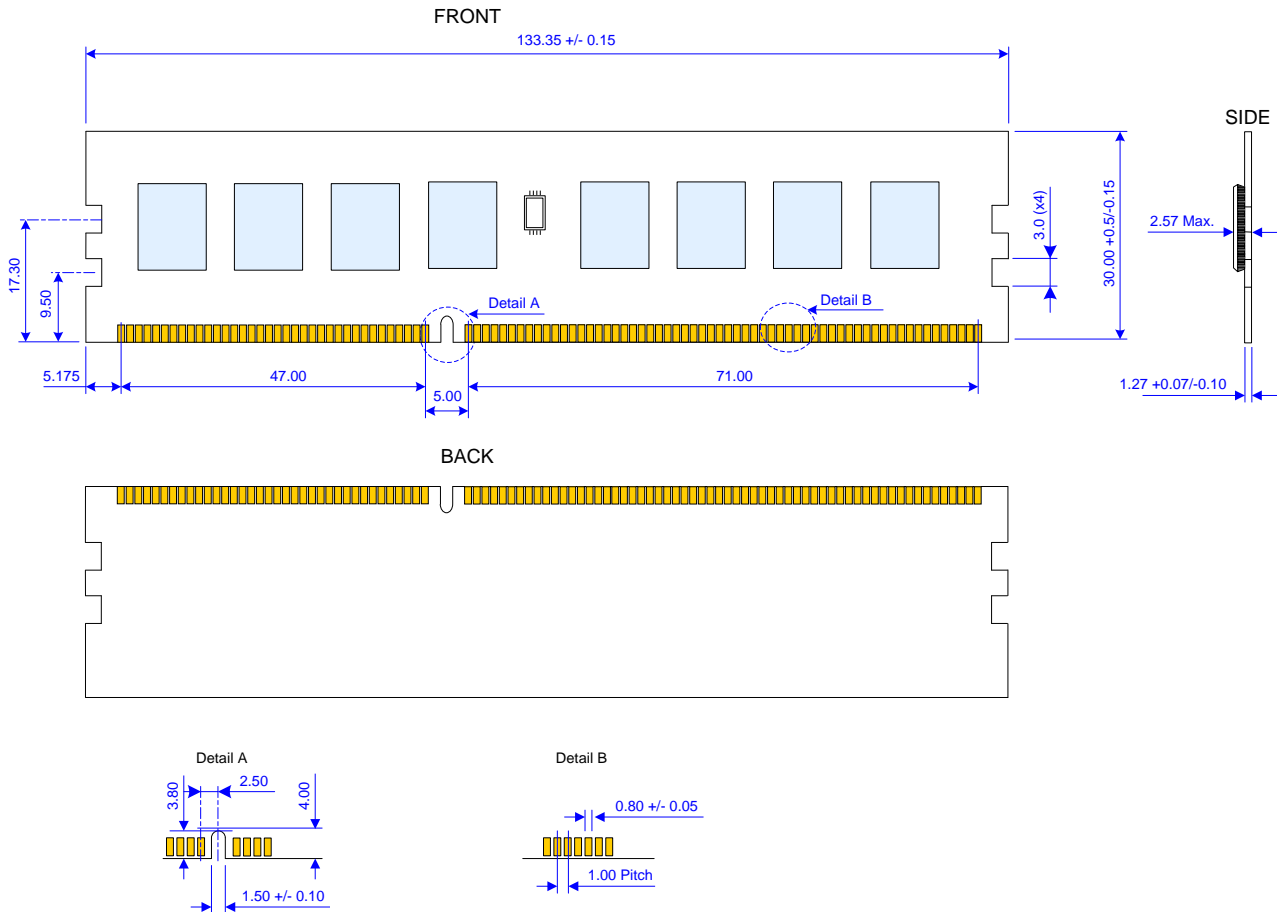 FRONT
133.35 +/- 0.15
SIDE
17.30
9.50
3.0 (x4)
30.00 +0.5/-0.15
2.57 Max.
Detail A
Detail B
5.175
47.00
5.00
71.00
1.27 +0.07/-0.10
BACK
Detail A
3.80
2.50
4.00
1.50 +/- 0.10
Detail B
0.80 +/- 0.05
1.00 Pitch